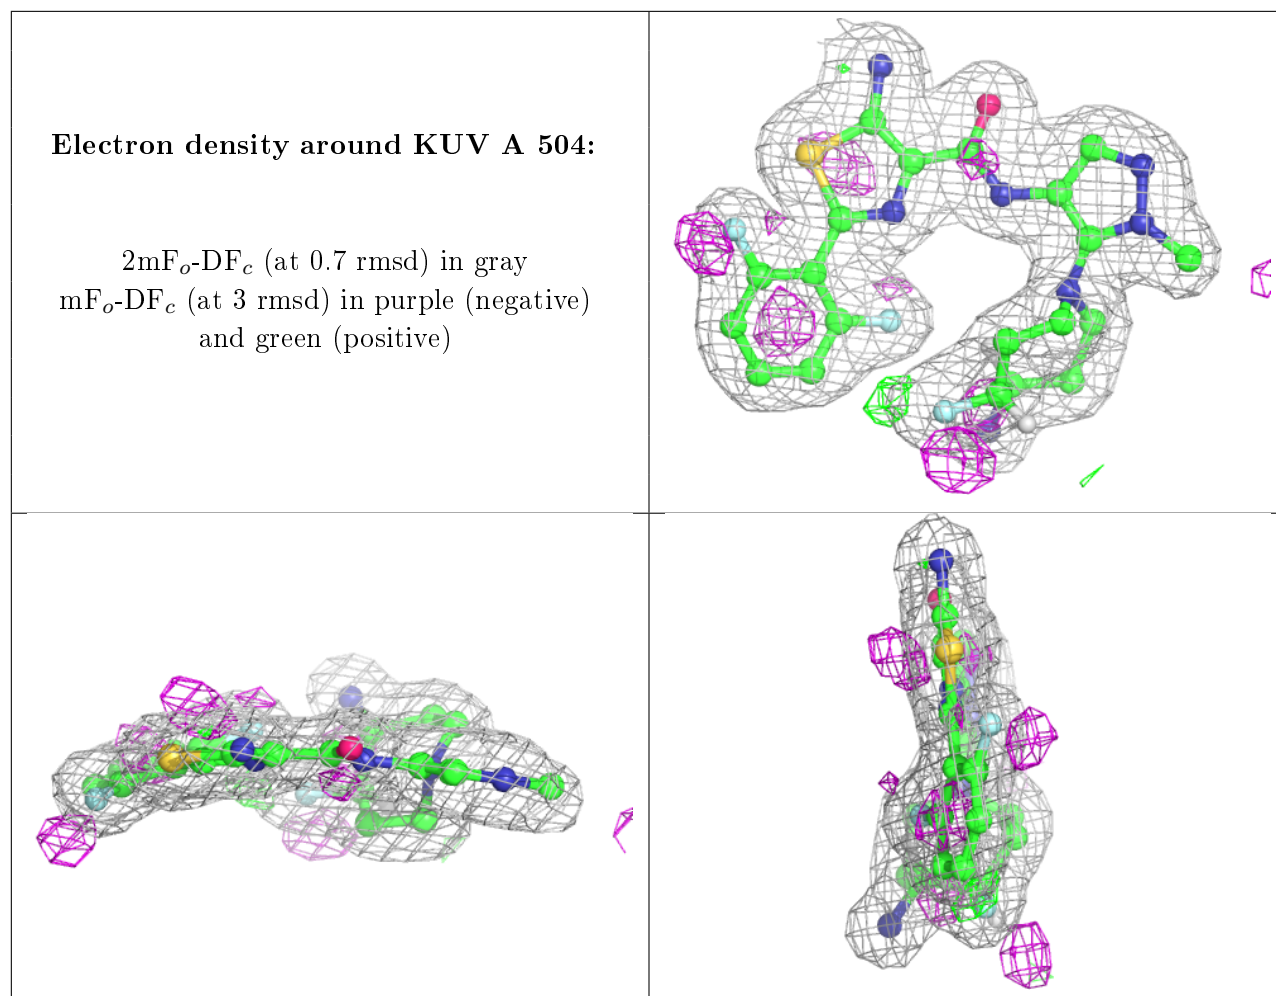 Electron density around KUV A 504:
2mFo-DFc (at 0.7 rmsd) in gray
mFo-DFc (at 3 rmsd) in purple (negative)
and green (positive)